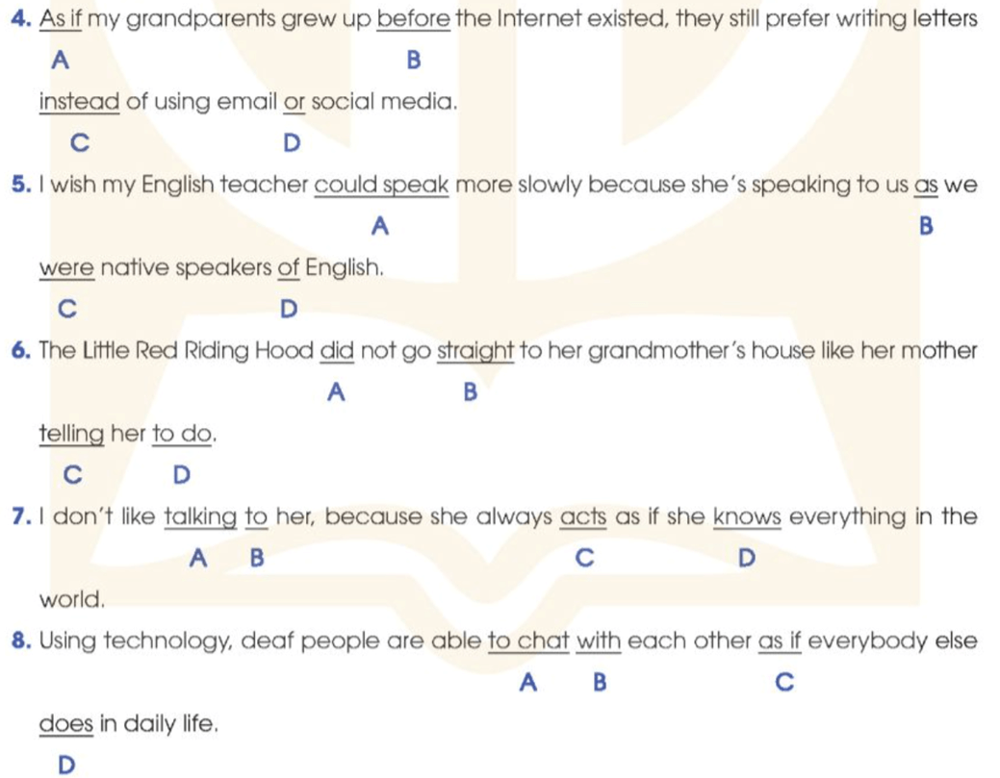 4. As if my grandparents grew up before the Internet existed, they still prefer writing letters
A B
instead of using email or social media.
C D
5. I wish my English teacher could speak more slowly because she's speaking to us as we
A B
were native speakers of English.
C D
6. The Little Red Riding Hood did not go straight to her grandmother's house like her mother
A B
telling her to do.
C D
7. I don't like talking to her, because she always acts as if she knows everything in the
A B C D
world.
8. Using technology, deaf people are able to chat with each other as if everybody else
A B C
does in daily life.
D